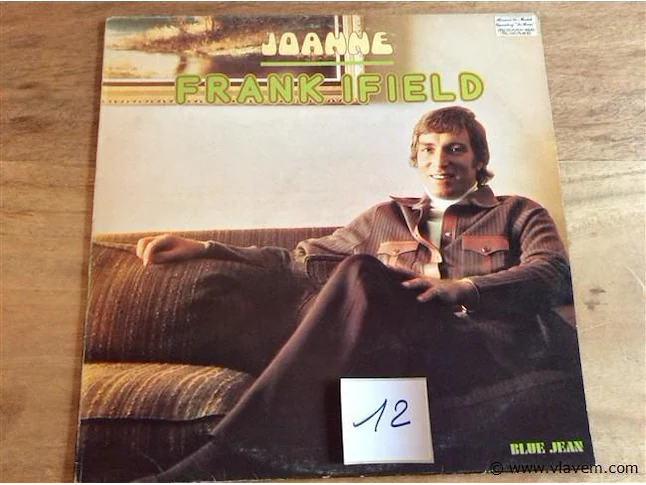 JOANNE
FRANK IFIELD
12
BLUE JEAN
© www.vlavem.com